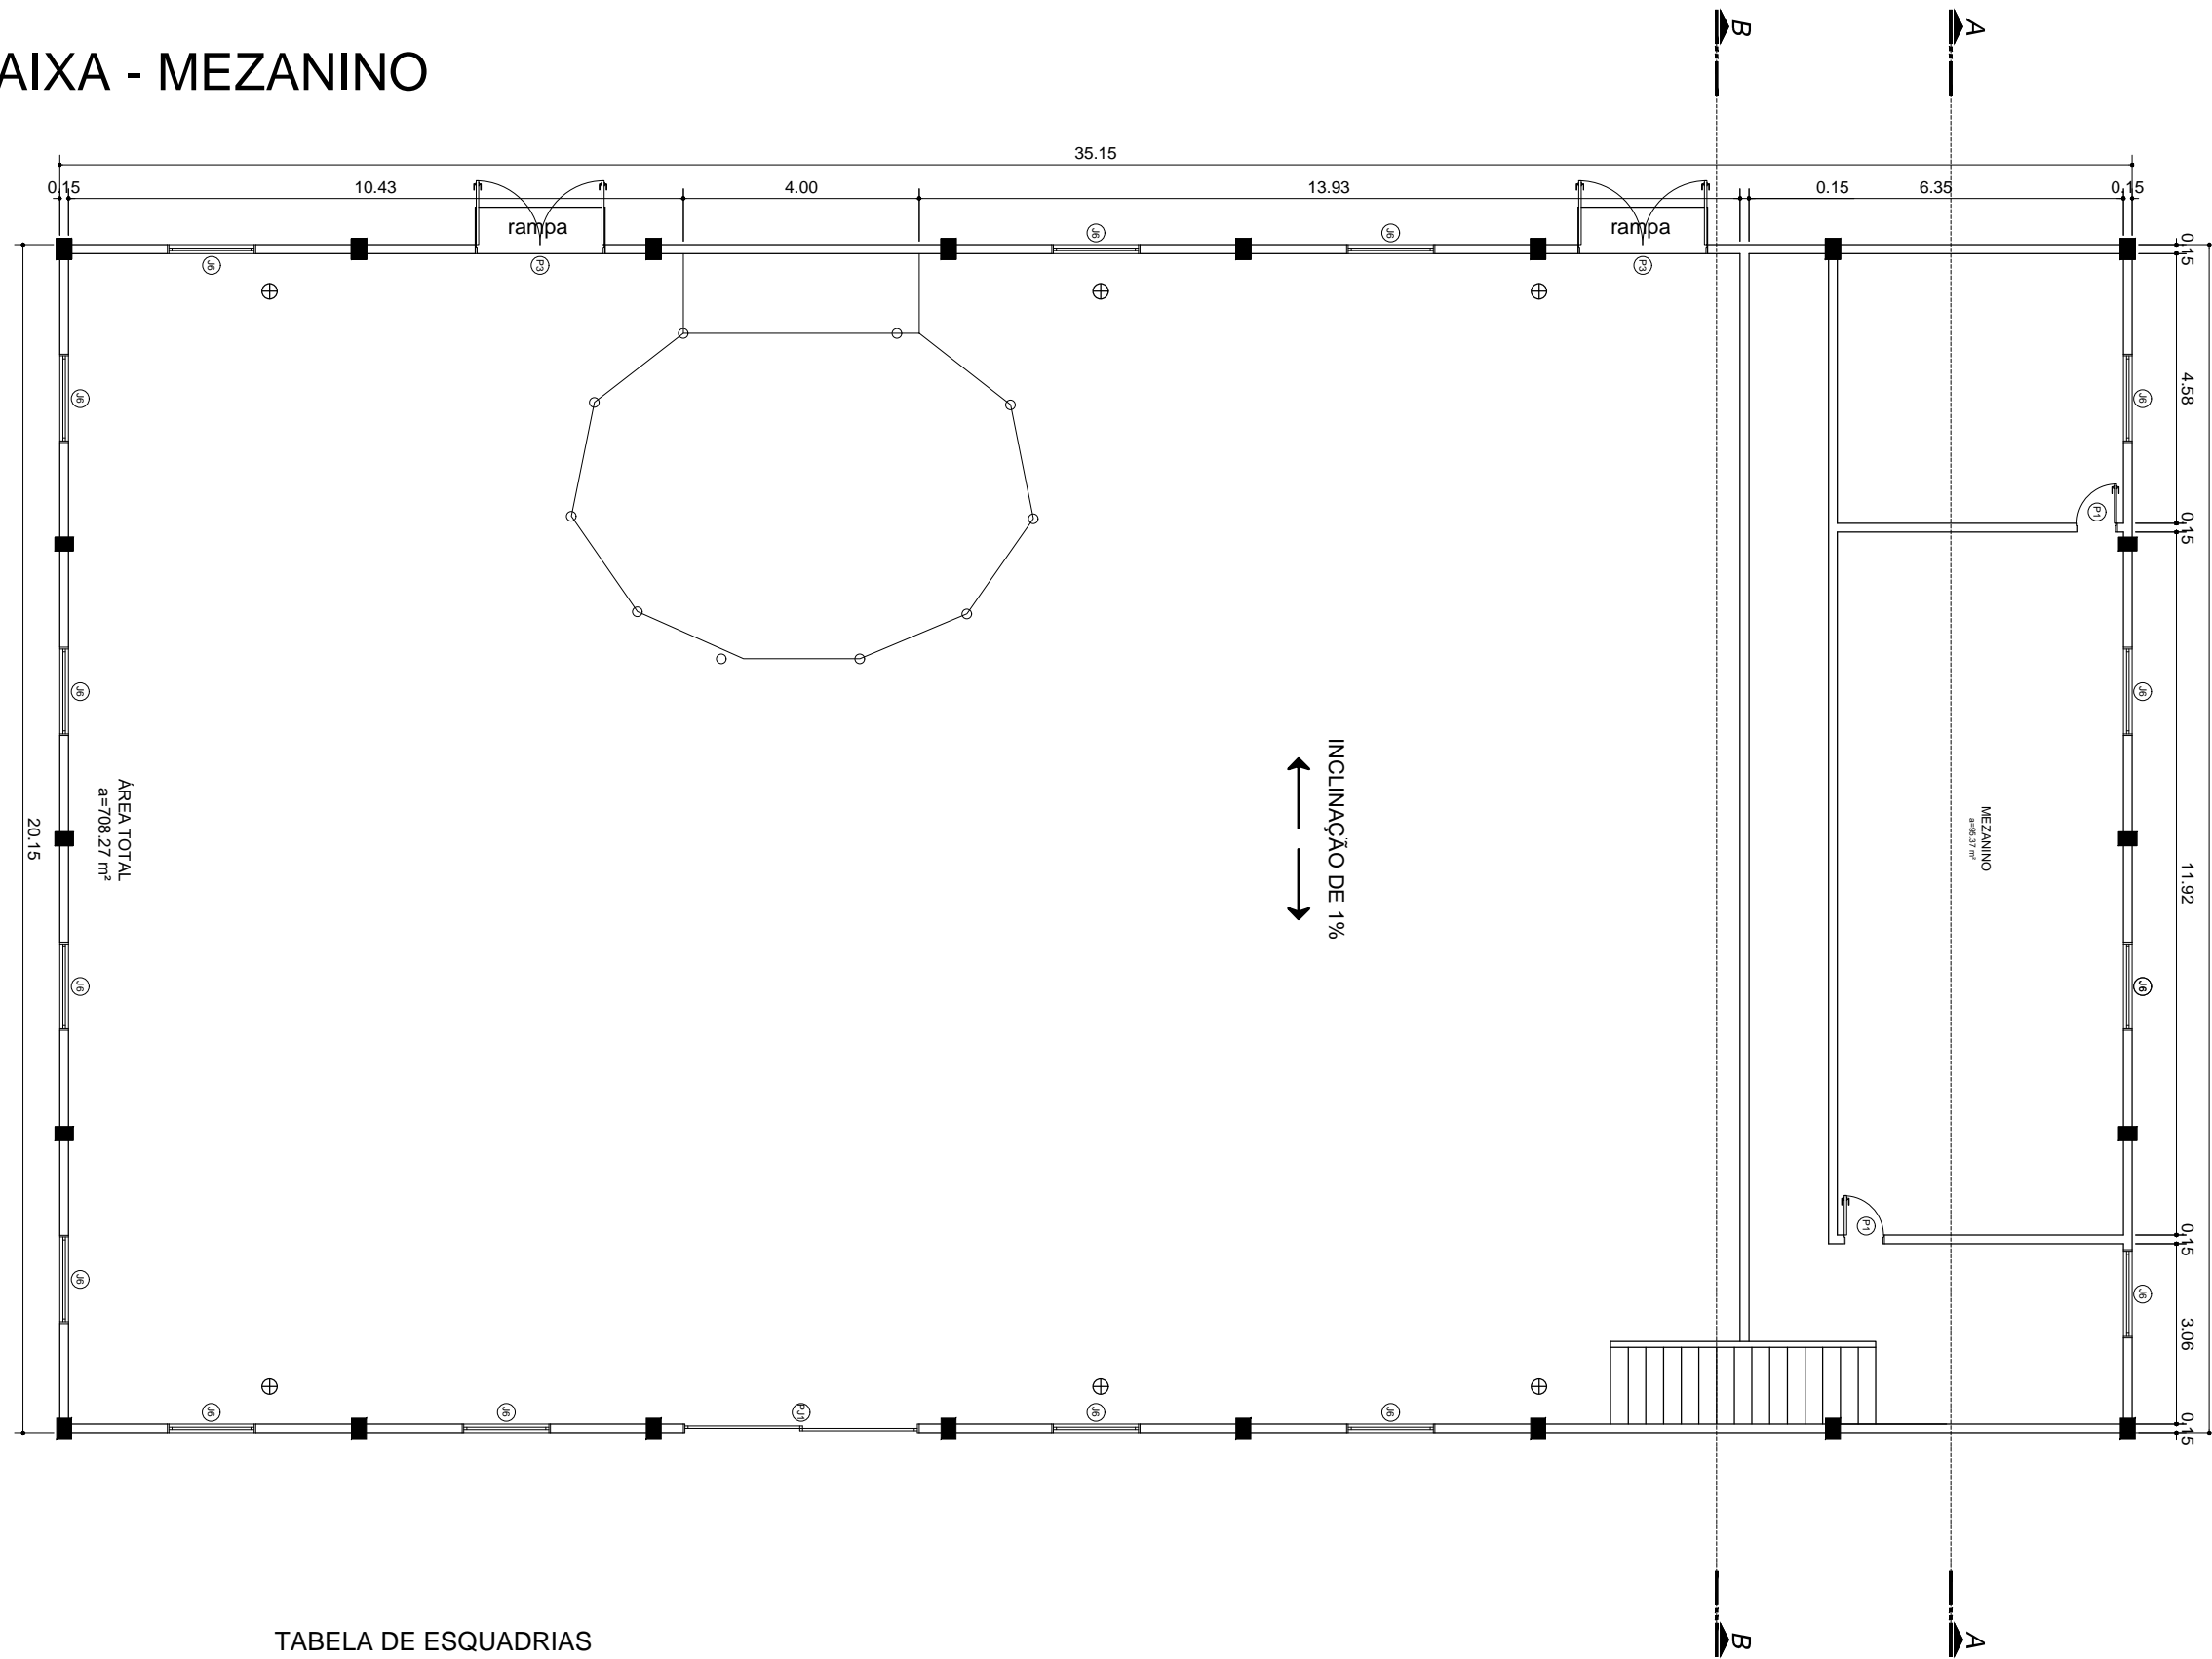 B
A
AIXA - MEZANINO
35.15
0.15
10.43
4.00
13.93
0.15
6.35
0.15
rampa
rampa
J6
J6
J6
P3
P3
0.15
4.58
J6
J6
P1
0.15
J6
J6
INCLINAÇÃO DE 1%
ÁREA TOTAL
a=708.27 m²
20.15
MEZANINO
a=95.37 m²
11.92
J6
J6
P1
0.15
J6
J6
3.06
J6
J6
PJ1
J6
J6
0.15
TABELA DE ESQUADRIAS
B
A